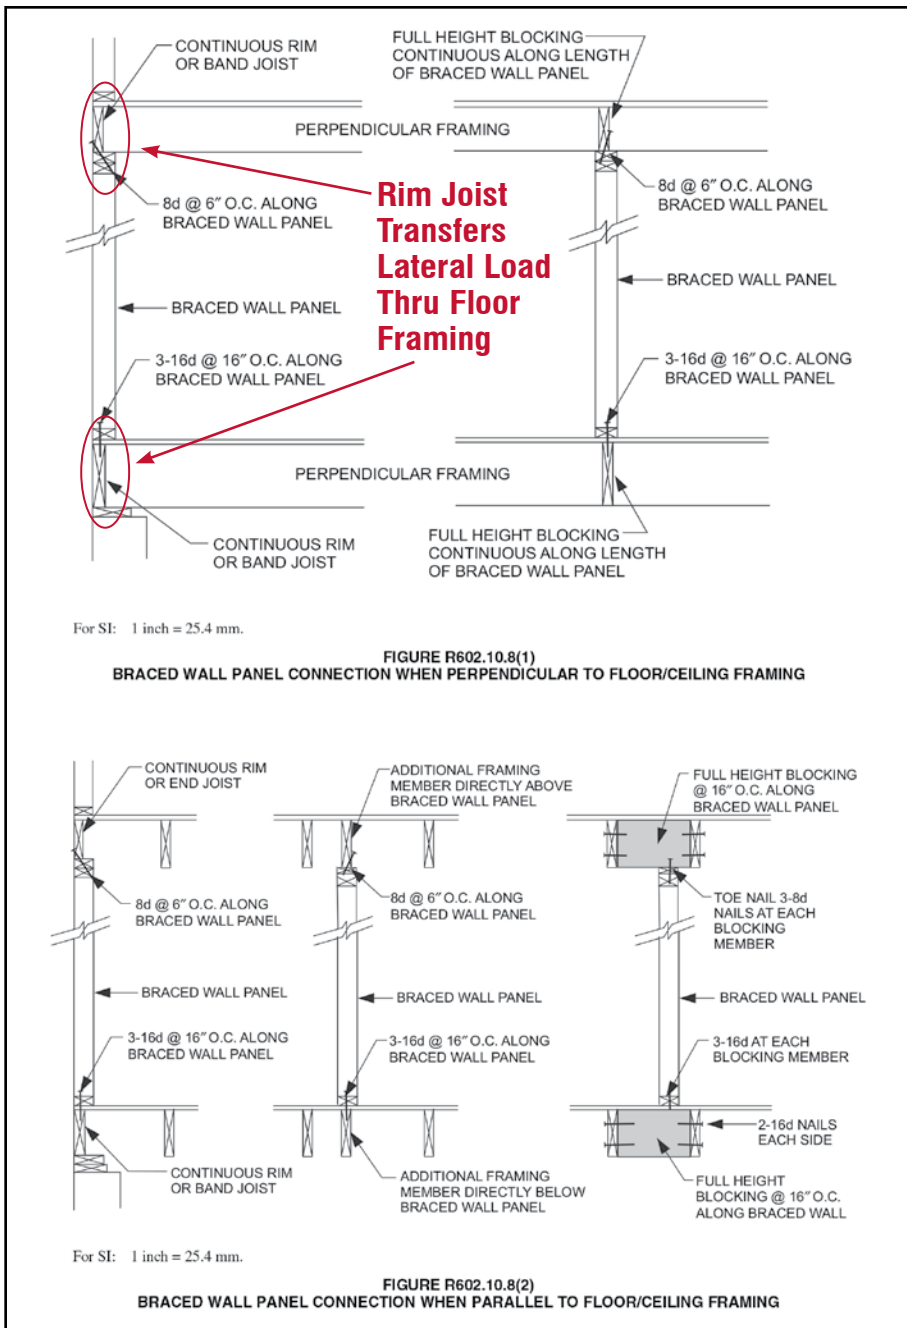 CONTINUOUS RIM
OR BAND JOIST
FULL HEIGHT BLOCKING
CONTINUOUS ALONG LENGTH
OF BRACED WALL PANEL
PERPENDICULAR FRAMING
8d @ 6″ O.C. ALONG
BRACED WALL PANEL
Rim Joist
Transfers
Lateral Load
Thru Floor
Framing
8d @ 6″ O.C. ALONG
BRACED WALL PANEL
BRACED WALL PANEL
BRACED WALL PANEL
3-16d @ 16″ O.C. ALONG
BRACED WALL PANEL
3-16d @ 16″ O.C. ALONG
BRACED WALL PANEL
PERPENDICULAR FRAMING
CONTINUOUS RIM
OR BAND JOIST
FULL HEIGHT BLOCKING
CONTINUOUS ALONG LENGTH
OF BRACED WALL PANEL
For SI: 1 inch = 25.4 mm.
FIGURE R602.10.8(1)
BRACED WALL PANEL CONNECTION WHEN PERPENDICULAR TO FLOOR/CEILING FRAMING
CONTINUOUS RIM
OR END JOIST
ADDITIONAL FRAMING
MEMBER DIRECTLY ABOVE
BRACED WALL PANEL
FULL HEIGHT BLOCKING
@ 16″ O.C. ALONG
BRACED WALL PANEL
8d @ 6″ O.C. ALONG
BRACED WALL PANEL
8d @ 6″ O.C. ALONG
BRACED WALL PANEL
TOE NAIL 3-8d
NAILS AT EACH
BLOCKING
MEMBER
BRACED WALL PANEL
BRACED WALL PANEL
BRACED WALL PANEL
3-16d @ 16″ O.C. ALONG
BRACED WALL PANEL
3-16d @ 16″ O.C. ALONG
BRACED WALL PANEL
3-16d AT EACH
BLOCKING MEMBER
2-16d NAILS
EACH SIDE
CONTINUOUS RIM
OR BAND JOIST
ADDITIONAL FRAMING
MEMBER DIRECTLY BELOW
BRACED WALL PANEL
FULL HEIGHT
BLOCKING @ 16″ O.C.
ALONG BRACED WALL
For SI: 1 inch = 25.4 mm.
FIGURE R602.10.8(2)
BRACED WALL PANEL CONNECTION WHEN PARALLEL TO FLOOR/CEILING FRAMING